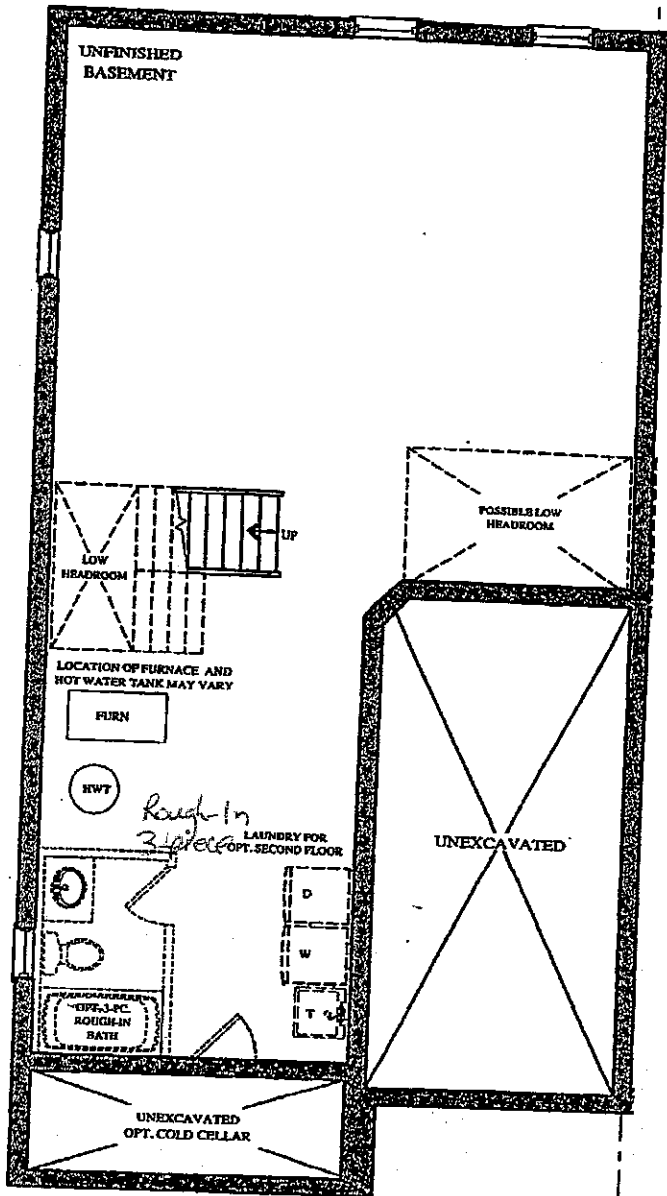 UNFINISHED
BASEMENT
UP
POSSIBLE LOW
HEADROOM
LOW
HEADROOM
LOCATION OF FURNACE AND
HOT WATER TANK MAY VARY
FURN
HWT
Rough-In
3-piece
LAUNDRY FOR
OPT. SECOND FLOOR
UNEXCAVATED
D
W
T
OPT. 3-PC.
ROUGH-IN
BATH
UNEXCAVATED
OPT. COLD CELLAR